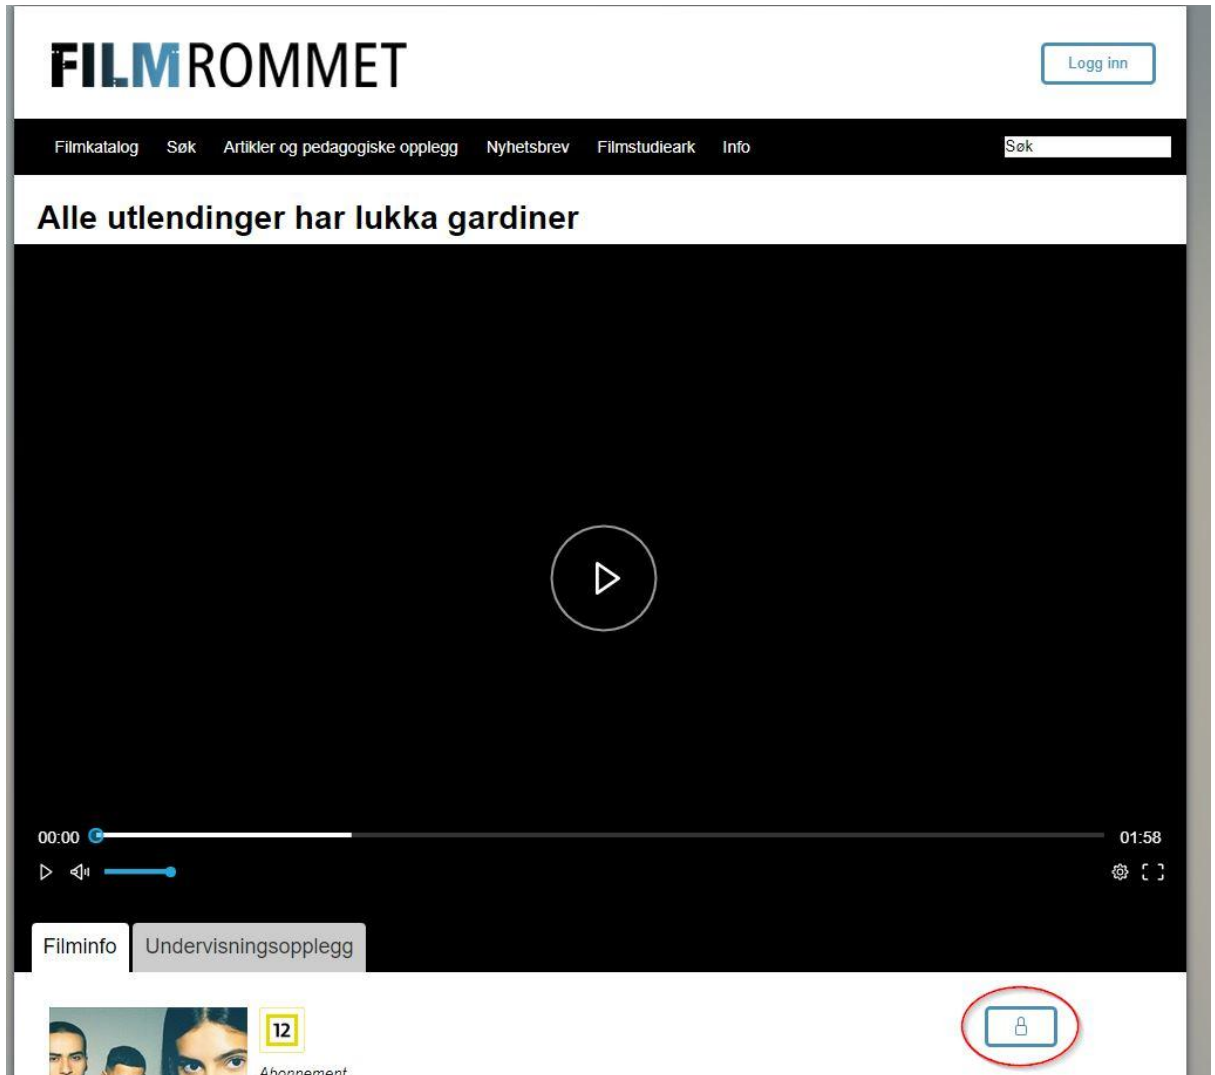 FILMROMMET
Logg inn
Filmkatalog Søk Artikler og pedagogiske opplegg Nyhetsbrev Filmstudieark Info Søk
Alle utlendinger har lukka gardiner
00:00 01:58
Filminfo Undervisningsopplegg
12
Abonnement